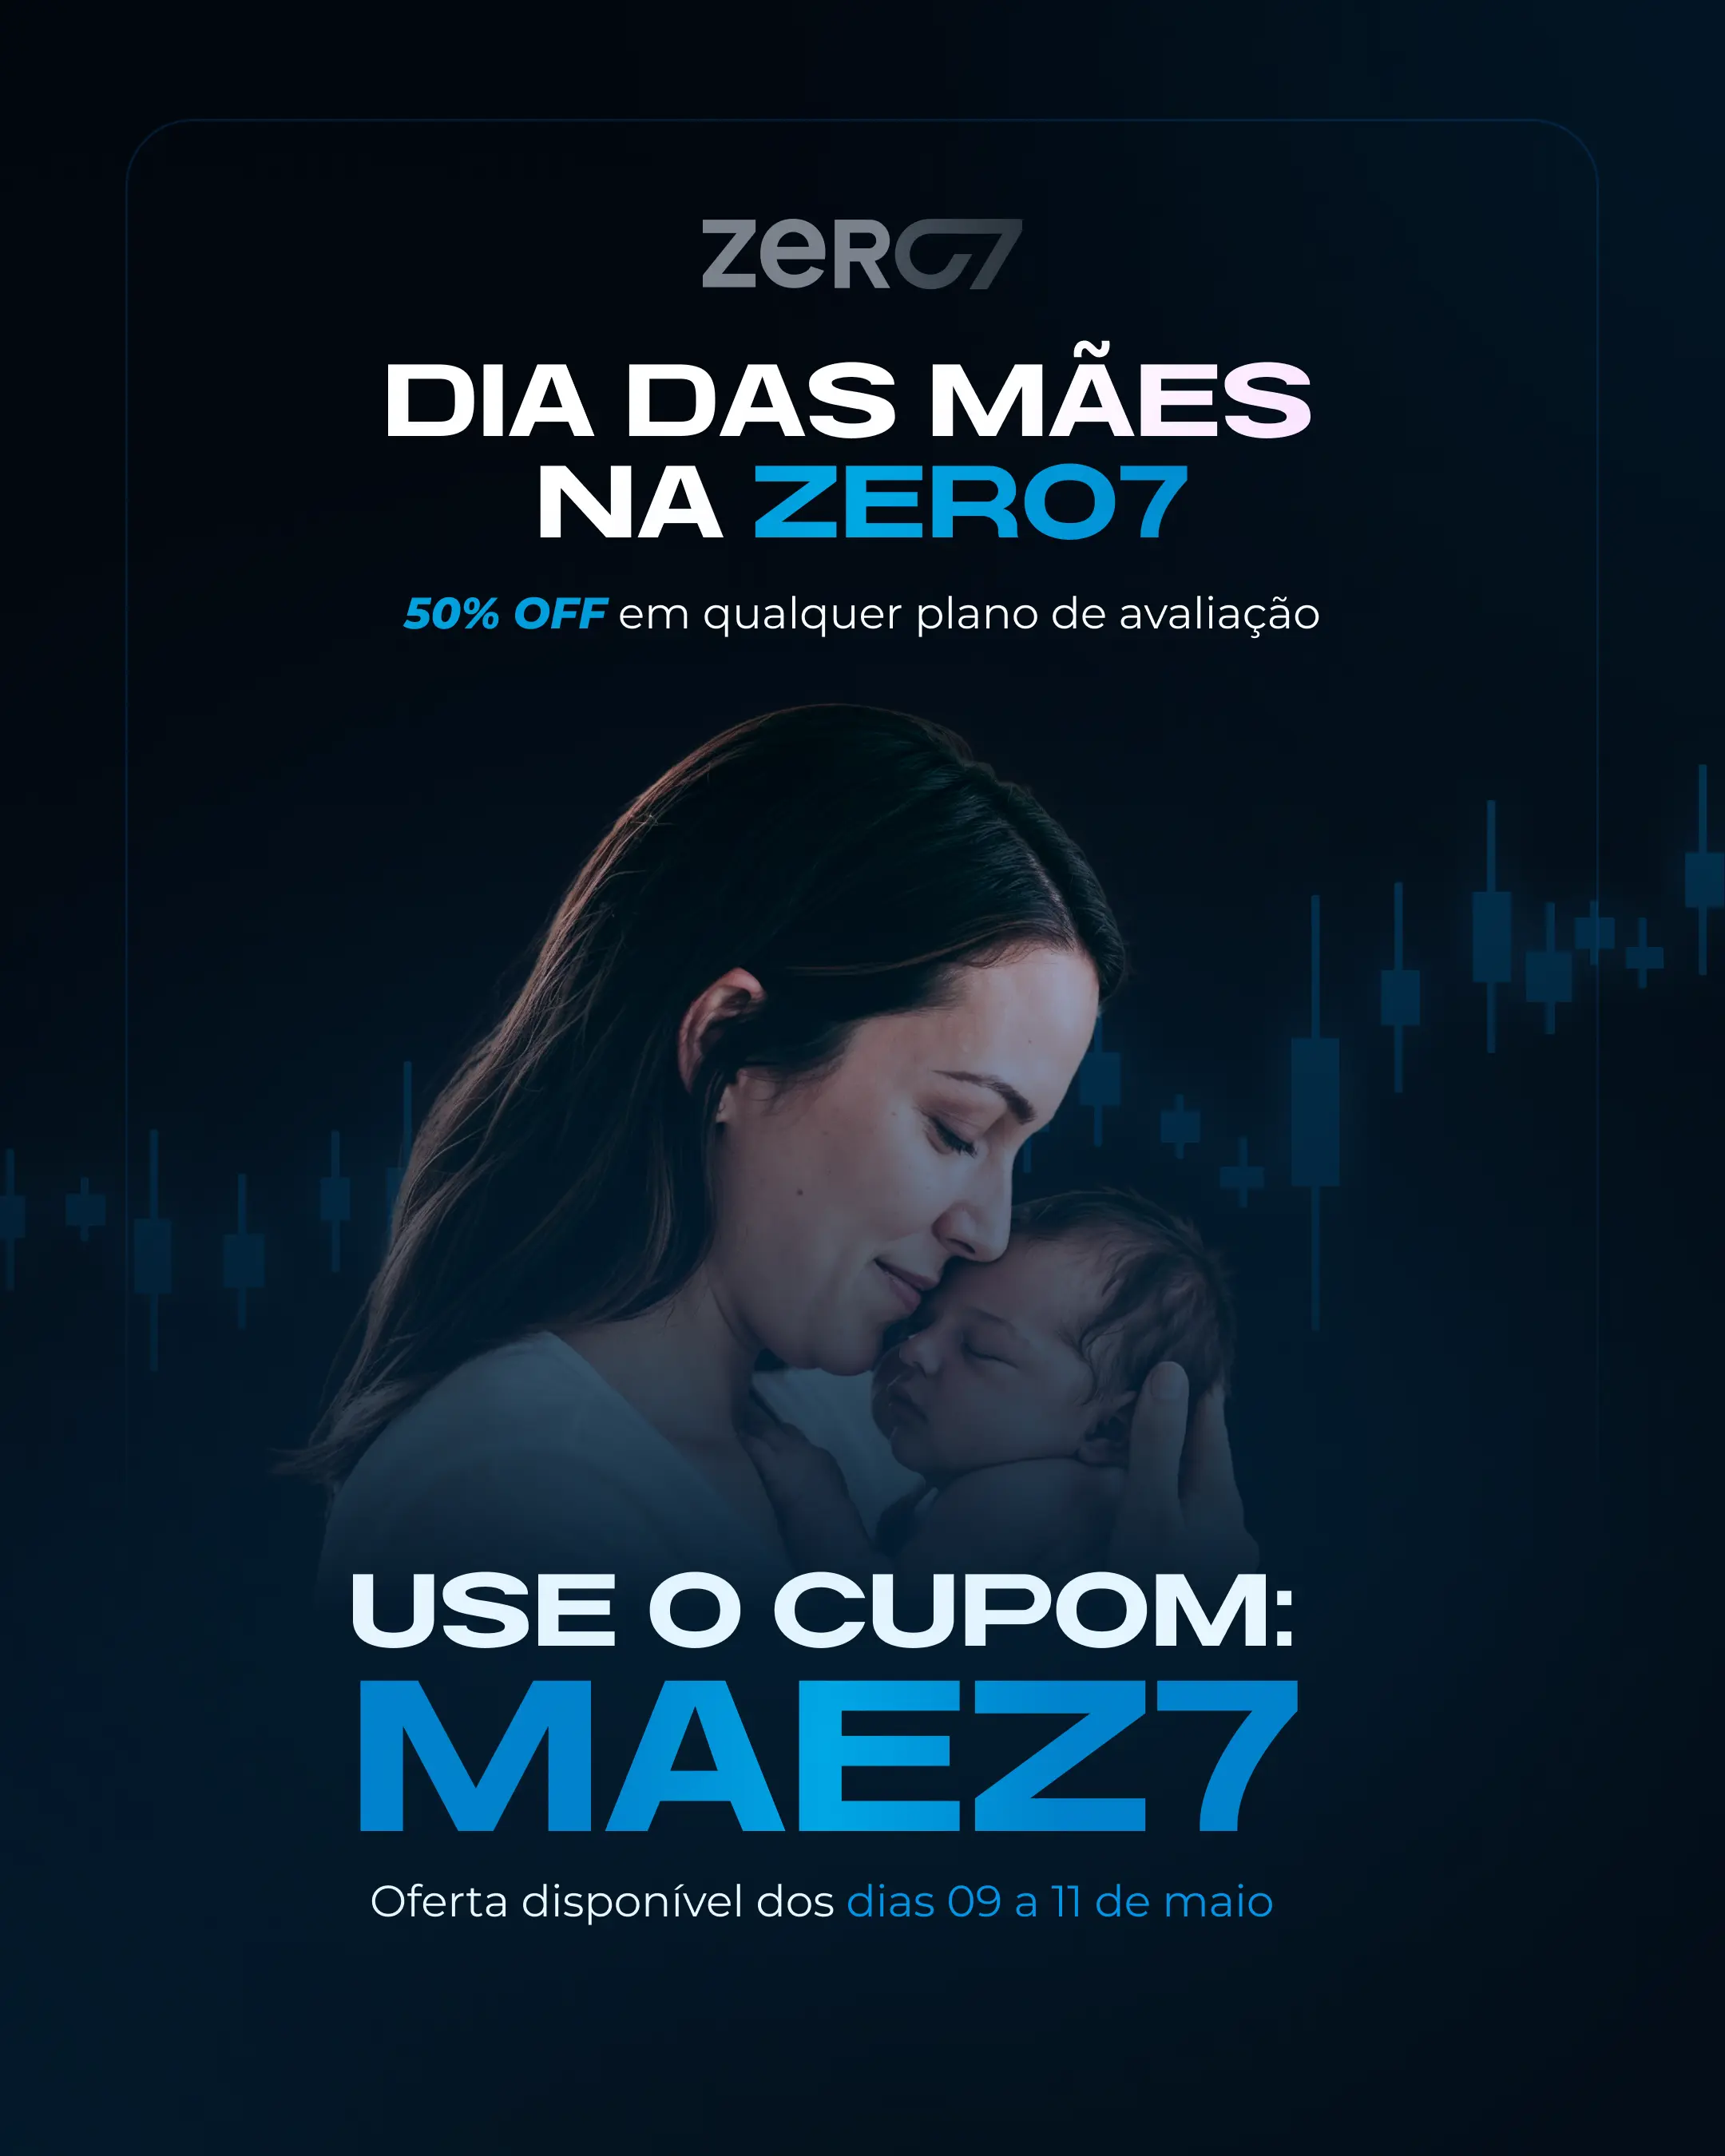 zeRO7
DIA DAS MÃES
NA ZERO7
50% OFF em qualquer plano de avaliação
USE O CUPOM:
MAEZ7
Oferta disponível dos dias 09 a 11 de maio